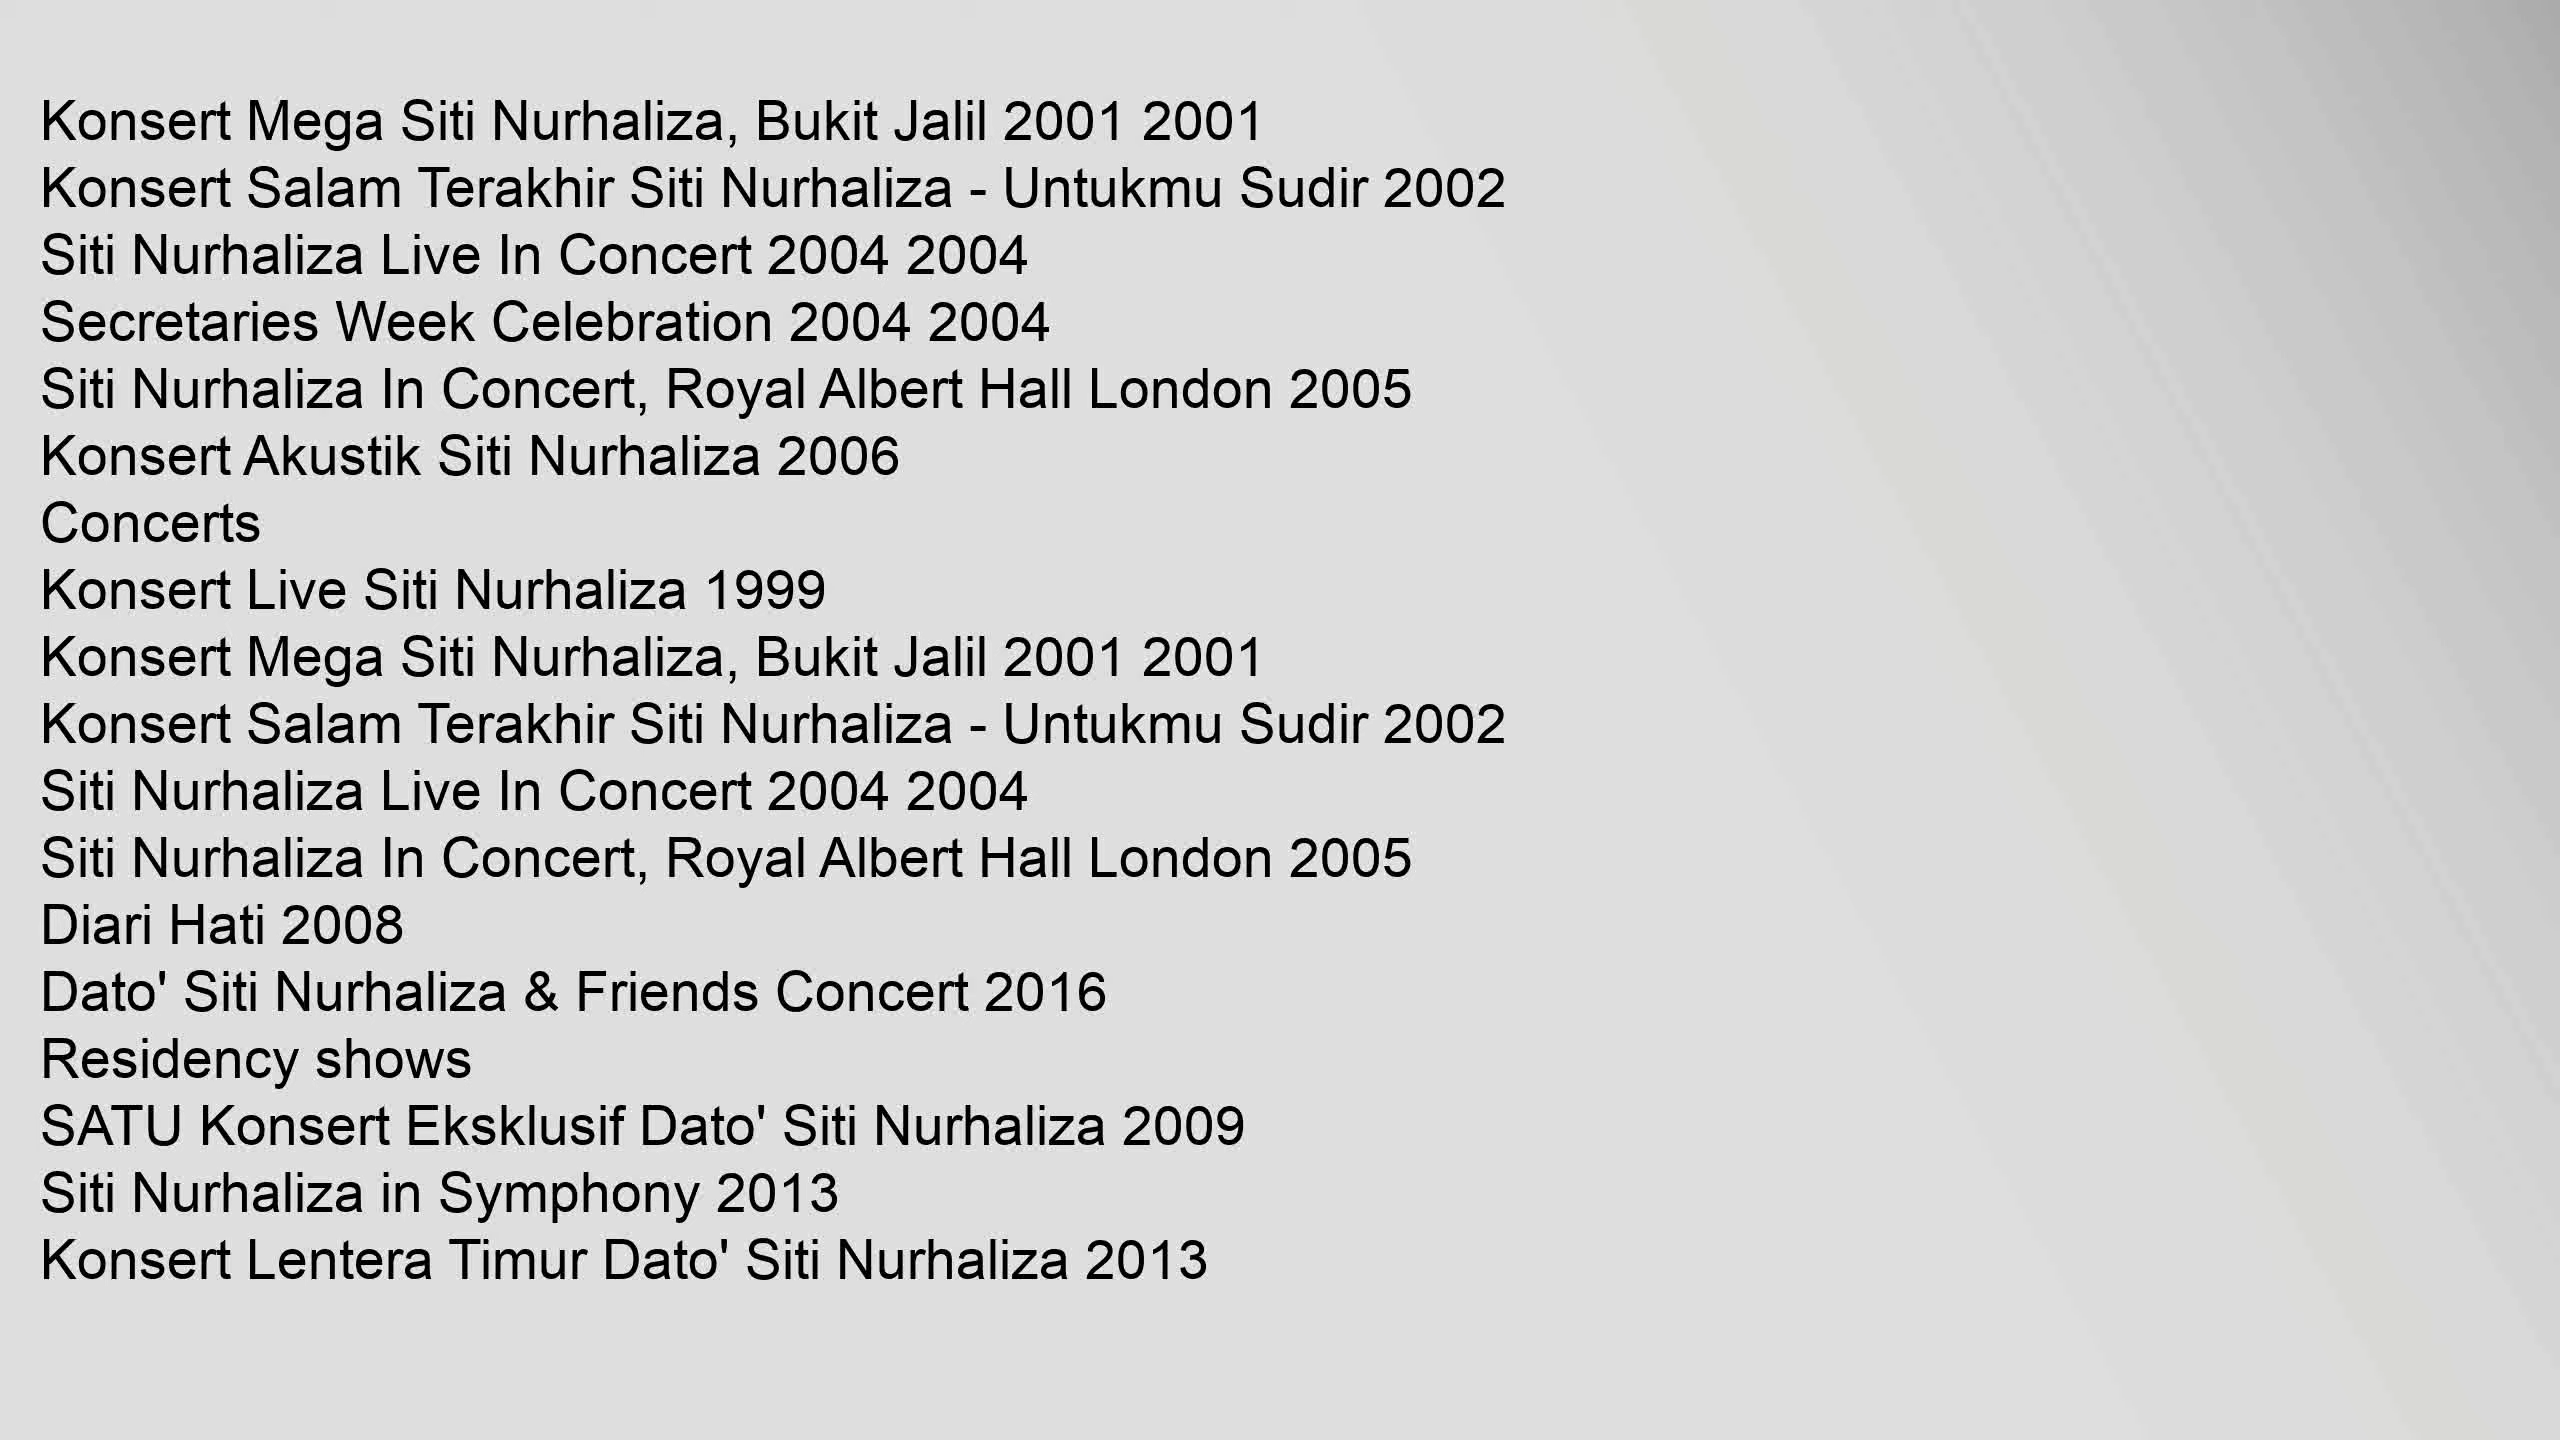 Konsert Mega Siti Nurhaliza, Bukit Jalil 2001 2001
Konsert Salam Terakhir Siti Nurhaliza - Untukmu Sudir 2002
Siti Nurhaliza Live In Concert 2004 2004
Secretaries Week Celebration 2004 2004
Siti Nurhaliza In Concert, Royal Albert Hall London 2005
Konsert Akustik Siti Nurhaliza 2006
Concerts
Konsert Live Siti Nurhaliza 1999
Konsert Mega Siti Nurhaliza, Bukit Jalil 2001 2001
Konsert Salam Terakhir Siti Nurhaliza - Untukmu Sudir 2002
Siti Nurhaliza Live In Concert 2004 2004
Siti Nurhaliza In Concert, Royal Albert Hall London 2005
Diari Hati 2008
Dato' Siti Nurhaliza & Friends Concert 2016
Residency shows
SATU Konsert Eksklusif Dato' Siti Nurhaliza 2009
Siti Nurhaliza in Symphony 2013
Konsert Lentera Timur Dato' Siti Nurhaliza 2013